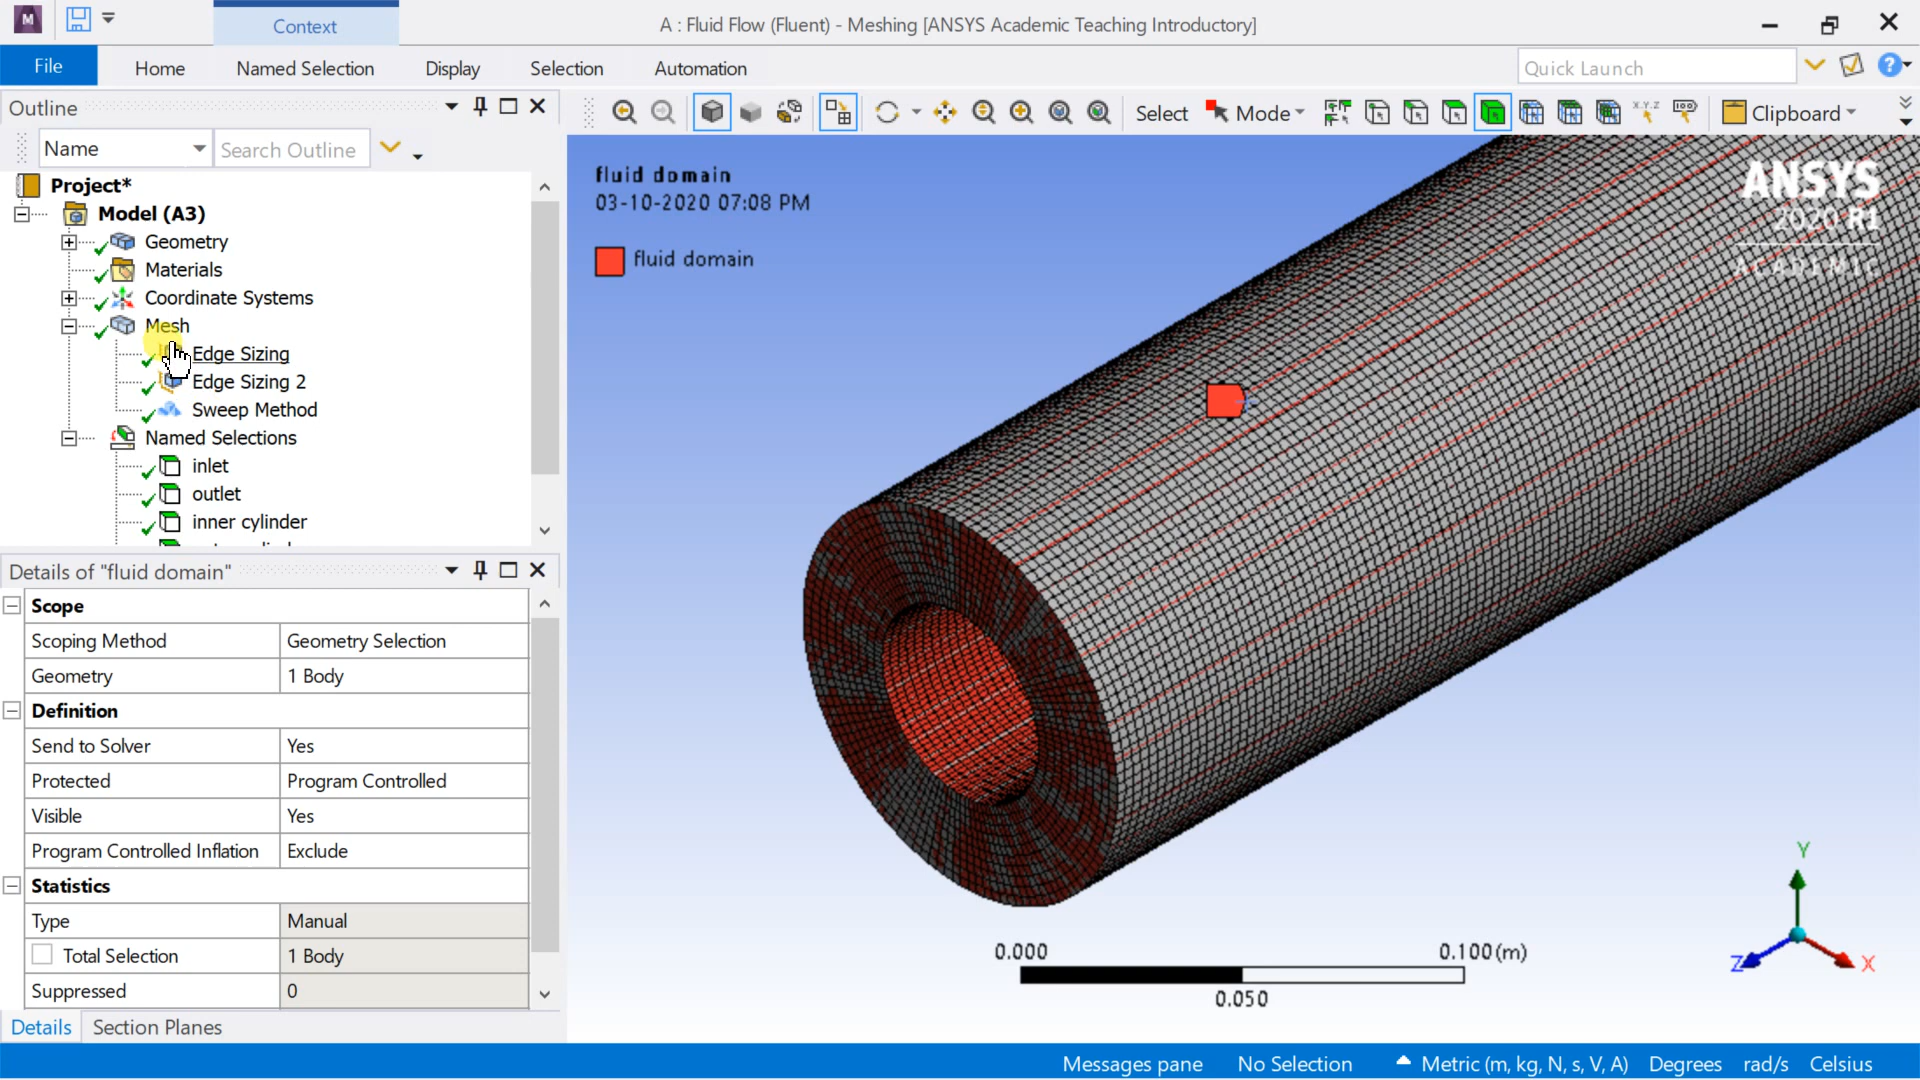 M
Context
A : Fluid Flow (Fluent) - Meshing [ANSYS Academic Teaching Introductory]
File
Home
Named Selection
Display
Selection
Automation
Quick Launch
?
Outline
Select
Mode
X,Y,Z
Clipboard
Name
Search Outline
Project*
Model (A3)
Geometry
Materials
Coordinate Systems
Mesh
Edge Sizing
Edge Sizing 2
Sweep Method
Named Selections
inlet
outlet
inner cylinder
fluid domain
03-10-2020 07:08 PM
fluid domain
ANSYS
2020 R1
ACADEMIC
Details of "fluid domain"
Scope
Scoping Method
Geometry Selection
Geometry
1 Body
Definition
Send to Solver
Yes
Protected
Program Controlled
Visible
Yes
Program Controlled Inflation
Exclude
Statistics
Type
Manual
Total Selection
1 Body
Suppressed
0
Details
Section Planes
0.000
0.100 (m)
0.050
Y
Z
X
Messages pane
No Selection
Metric (m, kg, N, s, V, A)
Degrees
rad/s
Celsius